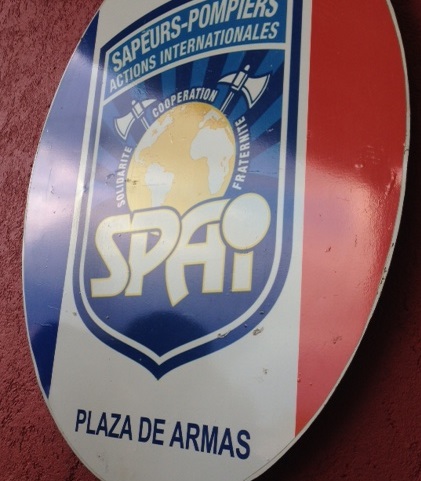 SAPEURS-POMPIERS
ACTIONS INTERNATIONALES
SOLIDARITE COOPERATION FRATERNITE
SPAi
PLAZA DE ARMAS